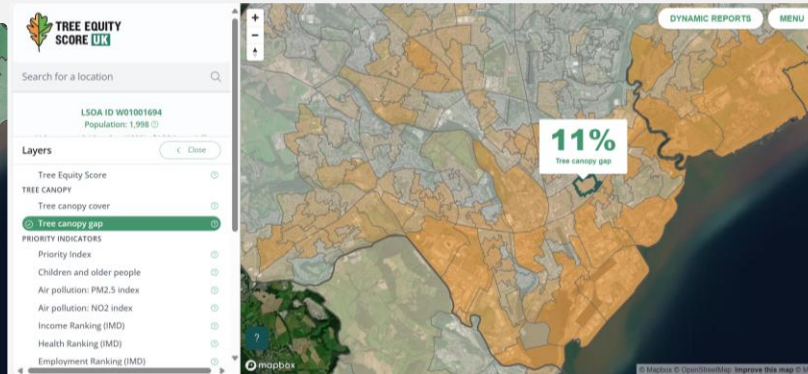 TREE EQUITY
SCORE UK
Search for a location
LSOA ID W01001694
Population: 1,998
Layers
Close
Tree Equity Score
TREE CANOPY
Tree canopy cover
Tree canopy gap
PRIORITY INDICATORS
Priority Index
Children and older people
Air pollution: PM2.5 index
Air pollution: NO2 index
Income Ranking (IMD)
Health Ranking (IMD)
Employment Ranking (IMD)
DYNAMIC REPORTS
MENU
11%
Tree canopy gap
?
mapbox
© Mapbox © OpenStreetMap Improve this map